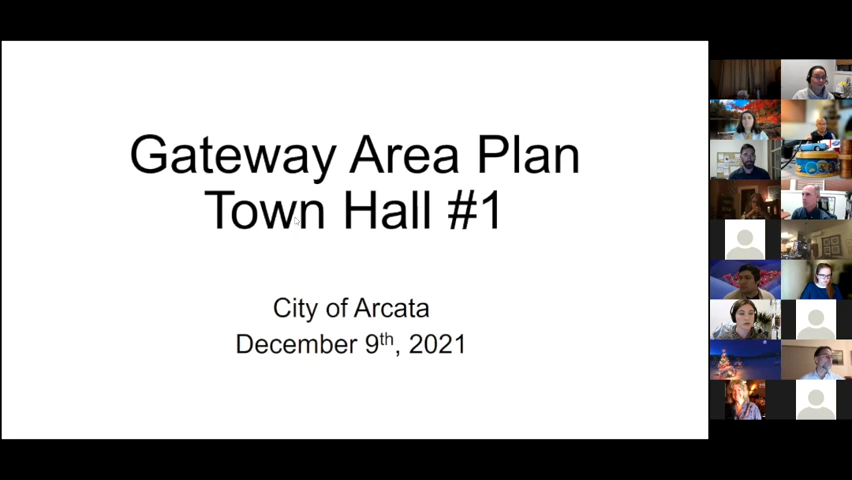 Gateway Area Plan
Town Hall #1
City of Arcata
December 9th, 2021